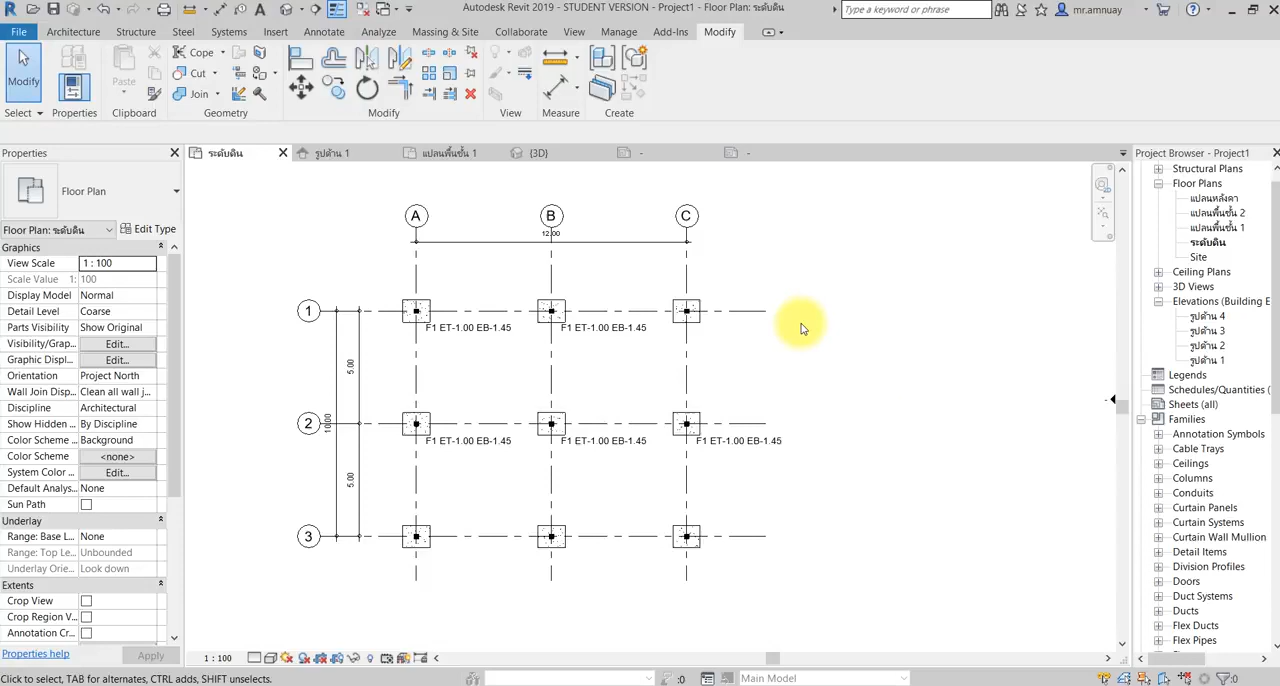 Autodesk Revit 2019 - STUDENT VERSION - Project1 - Floor Plan: ระดับดิน
Type a keyword or phrase
mr.amnuay
File
Architecture
Structure
Steel
Systems
Insert
Annotate
Analyze
Massing & Site
Collaborate
View
Manage
Add-Ins
Modify
Modify
Paste
Cope
Cut
Join
Select
Properties
Clipboard
Geometry
Modify
View
Measure
Create
Properties
ระดับดิน
รูปด้าน 1
แปลนพื้นชั้น 1
{3D}
-
-
Project Browser - Project1
Floor Plan
Floor Plan: ระดับดิน
Edit Type
Graphics
View Scale 1 : 100
Scale Value 1: 100
Display Model Normal
Detail Level Coarse
Parts Visibility Show Original
Visibility/Grap... Edit...
Graphic Displ... Edit...
Orientation Project North
Wall Join Disp... Clean all wall j...
Discipline Architectural
Show Hidden ... By Discipline
Color Scheme ... Background
Color Scheme <none>
System Color ... Edit...
Default Analys... None
Sun Path
Underlay
Range: Base L... None
Range: Top Le... Unbounded
Underlay Orie... Look down
Extents
Crop View
Crop Region V...
Annotation Cr...
Properties help
Apply
A
B
C
12.00
1
F1 ET-1.00 EB-1.45
F1 ET-1.00 EB-1.45
5.00
2
10.00
F1 ET-1.00 EB-1.45
F1 ET-1.00 EB-1.45
F1 ET-1.00 EB-1.45
5.00
3
Structural Plans
Floor Plans
แปลนหลังคา
แปลนพื้นชั้น 2
แปลนพื้นชั้น 1
ระดับดิน
Site
Ceiling Plans
3D Views
Elevations (Building E
รูปด้าน 4
รูปด้าน 3
รูปด้าน 2
รูปด้าน 1
Legends
Schedules/Quantities (
Sheets (all)
Families
Annotation Symbols
Cable Trays
Ceilings
Columns
Conduits
Curtain Panels
Curtain Systems
Curtain Wall Mullion
Detail Items
Division Profiles
Doors
Duct Systems
Ducts
Flex Ducts
Flex Pipes
1 : 100
Click to select, TAB for alternates, CTRL adds, SHIFT unselects.
:0
Main Model
:0